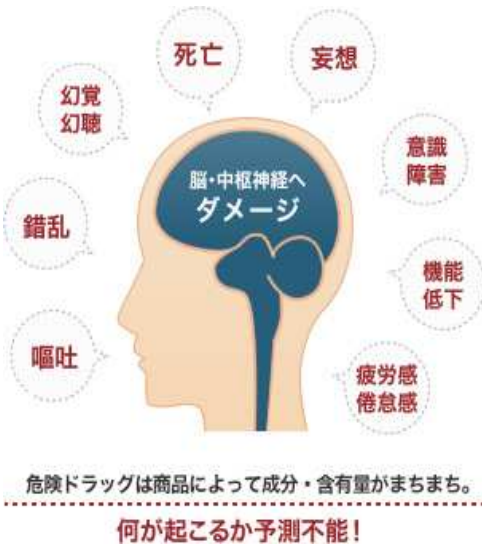 死亡
妄想
幻覚
幻聴
意識
障害
脳・中枢神経へ
ダメージ
錯乱
機能
低下
嘔吐
疲労感
倦怠感
危険ドラッグは商品によって成分・含有量がまちまち。
何が起こるか予測不能！